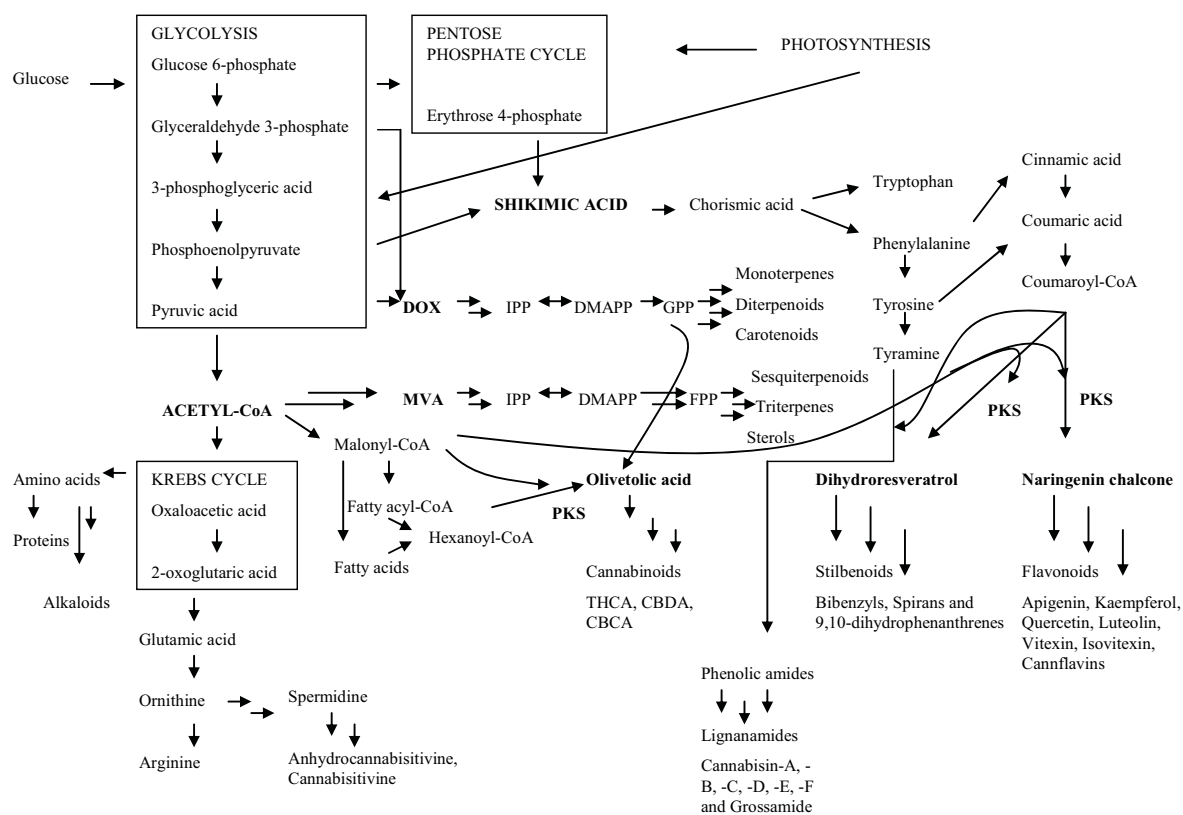 GLYCOLYSIS
Glucose 6-phosphate
Glyceraldehyde 3-phosphate
3-phosphoglyceric acid
Phosphoenolpyruvate
Pyruvic acid
Glucose
PENTOSE
PHOSPHATE CYCLE
Erythrose 4-phosphate
PHOTOSYNTHESIS
SHIKIMIC ACID
Chorismic acid
Tryptophan
Phenylalanine
Tyrosine
Tyramine
Cinnamic acid
Coumaric acid
Coumaroyl-CoA
DOX
IPP
DMAPP
GPP
Monoterpenes
Diterpenoids
Carotenoids
ACETYL-CoA
MVA
IPP
DMAPP
FPP
Sesquiterpenoids
Triterpenes
Sterols
PKS
PKS
Malonyl-CoA
Fatty acyl-CoA
Hexanoyl-CoA
Fatty acids
PKS
KREBS CYCLE
Oxaloacetic acid
2-oxoglutaric acid
Amino acids
Proteins
Alkaloids
Glutamic acid
Ornithine
Arginine
Spermidine
Anhydrocannabisitivine,
Cannabisitivine
Olivetolic acid
Cannabinoids
THCA, CBDA,
CBCA
Dihydroresveratrol
Stilbenoids
Bibenzyls, Spirans and
9,10-dihydrophenanthrenes
Naringenin chalcone
Flavonoids
Apigenin, Kaempferol,
Quercetin, Luteolin,
Vitexin, Isovitexin,
Cannflavins
Phenolic amides
Lignanamides
Cannabisin-A, -
B, -C, -D, -E, -F
and Grossamide